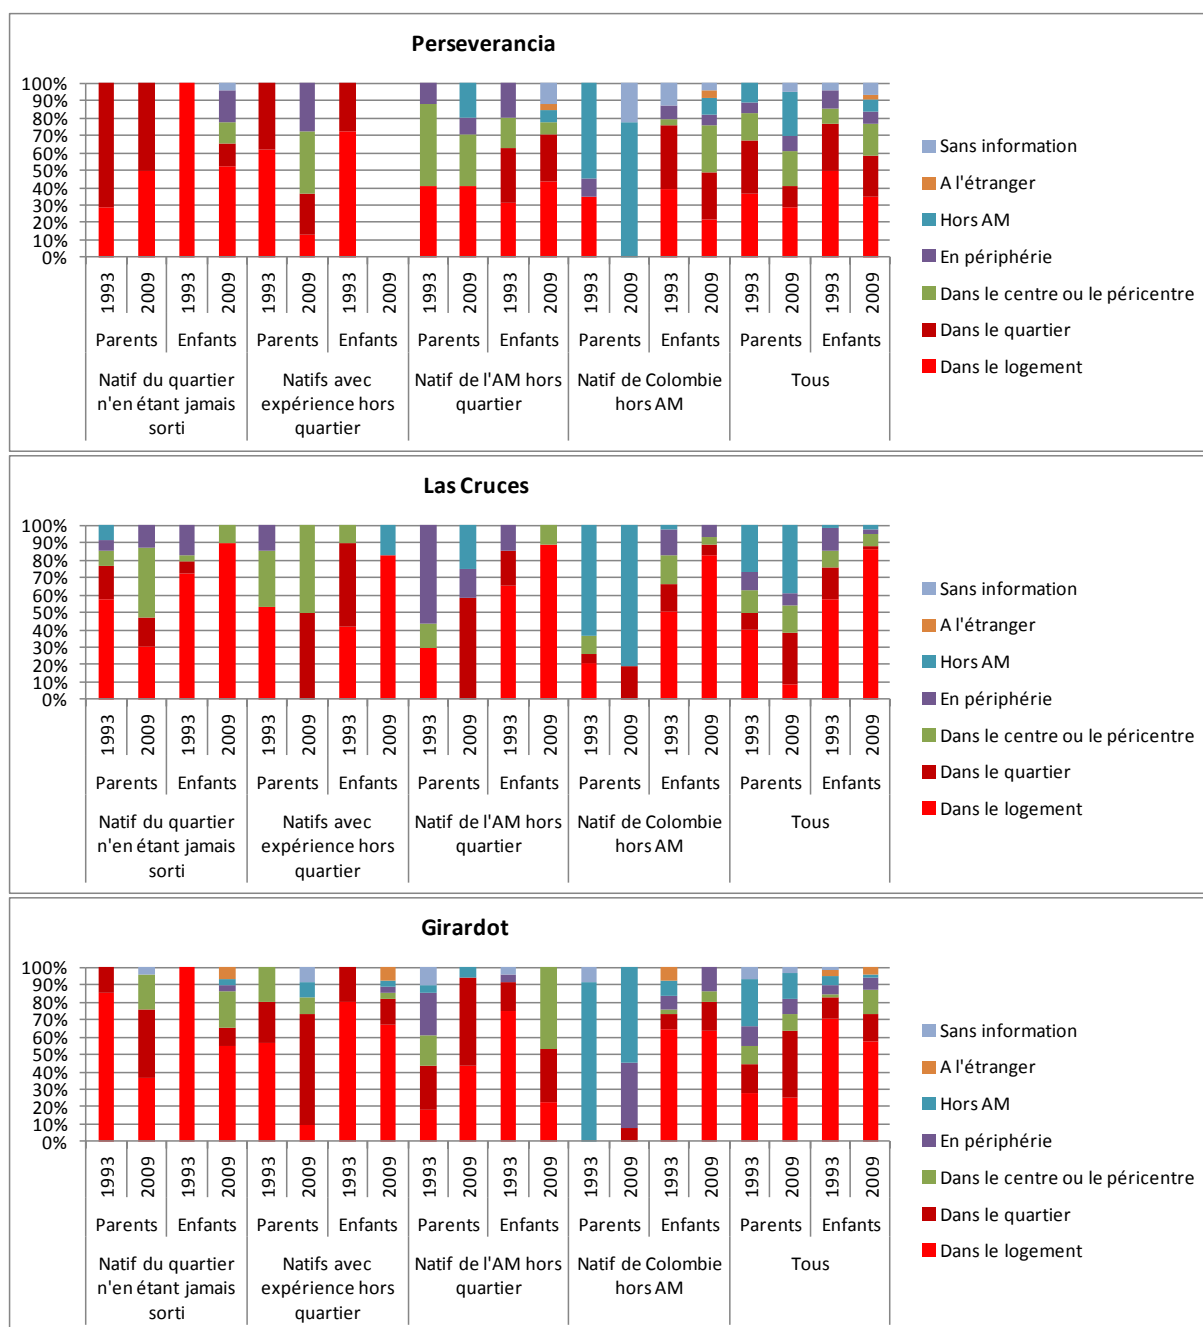 Perseverancia
100%
90%
80%
70%
60%
50%
40%
30%
20%
10%
0%
1993 2009 1993 2009 1993 2009 1993 2009 1993 2009 1993 2009 1993 2009 1993 2009 1993 2009 1993 2009
Parents Enfants Parents Enfants Parents Enfants Parents Enfants Parents Enfants
Natif du quartier Natifs avec Natif de l'AM hors Natif de Colombie Tous
n'en étant jamais expérience hors quartier hors AM
sorti quartier
Sans information
A l'étranger
Hors AM
En périphérie
Dans le centre ou le péricentre
Dans le quartier
Dans le logement
Las Cruces
100%
90%
80%
70%
60%
50%
40%
30%
20%
10%
0%
1993 2009 1993 2009 1993 2009 1993 2009 1993 2009 1993 2009 1993 2009 1993 2009 1993 2009 1993 2009
Parents Enfants Parents Enfants Parents Enfants Parents Enfants Parents Enfants
Natif du quartier Natifs avec Natif de l'AM hors Natif de Colombie Tous
n'en étant jamais expérience hors quartier hors AM
sorti quartier
Sans information
A l'étranger
Hors AM
En périphérie
Dans le centre ou le péricentre
Dans le quartier
Dans le logement
Girardot
100%
90%
80%
70%
60%
50%
40%
30%
20%
10%
0%
1993 2009 1993 2009 1993 2009 1993 2009 1993 2009 1993 2009 1993 2009 1993 2009 1993 2009 1993 2009
Parents Enfants Parents Enfants Parents Enfants Parents Enfants Parents Enfants
Natif du quartier Natifs avec Natif de l'AM hors Natif de Colombie Tous
n'en étant jamais expérience hors quartier hors AM
sorti quartier
Sans information
A l'étranger
Hors AM
En périphérie
Dans le centre ou le péricentre
Dans le quartier
Dans le logement